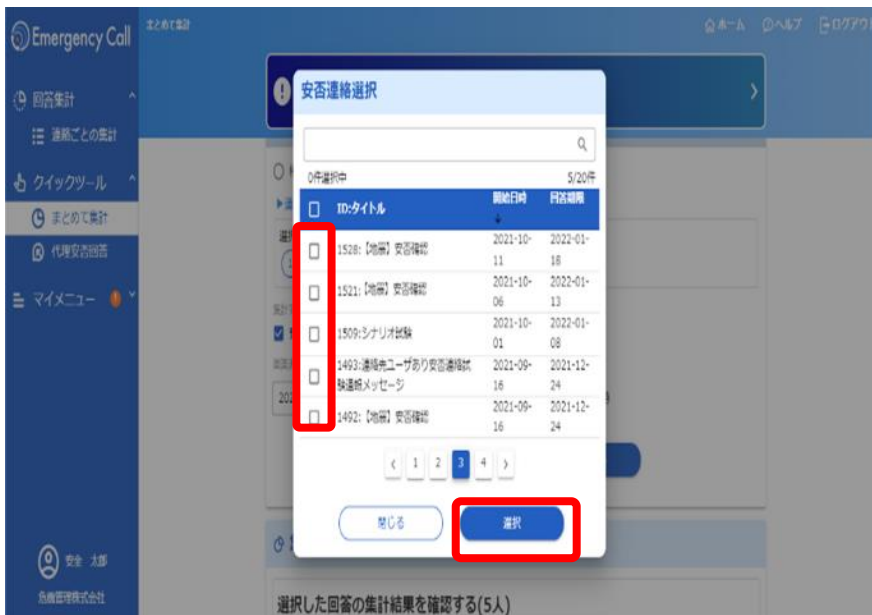 Emergency Call
まとめて集計
ホーム
ヘルプ
ログアウト
回答集計
連絡ごとの集計
クイックツール
まとめて集計
代理安否回答
マイメニュー
安全 太郎
危機管理株式会社
安否連絡選択
0件選択中
5/20件
ID:タイトル 開始日時 回答期限
1528:【地震】安否確認 2021-10-11 2022-01-18
1521:【地震】安否確認 2021-10-06 2022-01-13
1509:シナリオ試験 2021-10-01 2022-01-08
1493:連絡先ユーザあり安否連絡試験通報メッセージ 2021-09-16 2021-12-24
1492:【地震】安否確認 2021-09-16 2021-12-24
1 2 3 4
閉じる
選択
選択した回答の集計結果を確認する(5人)